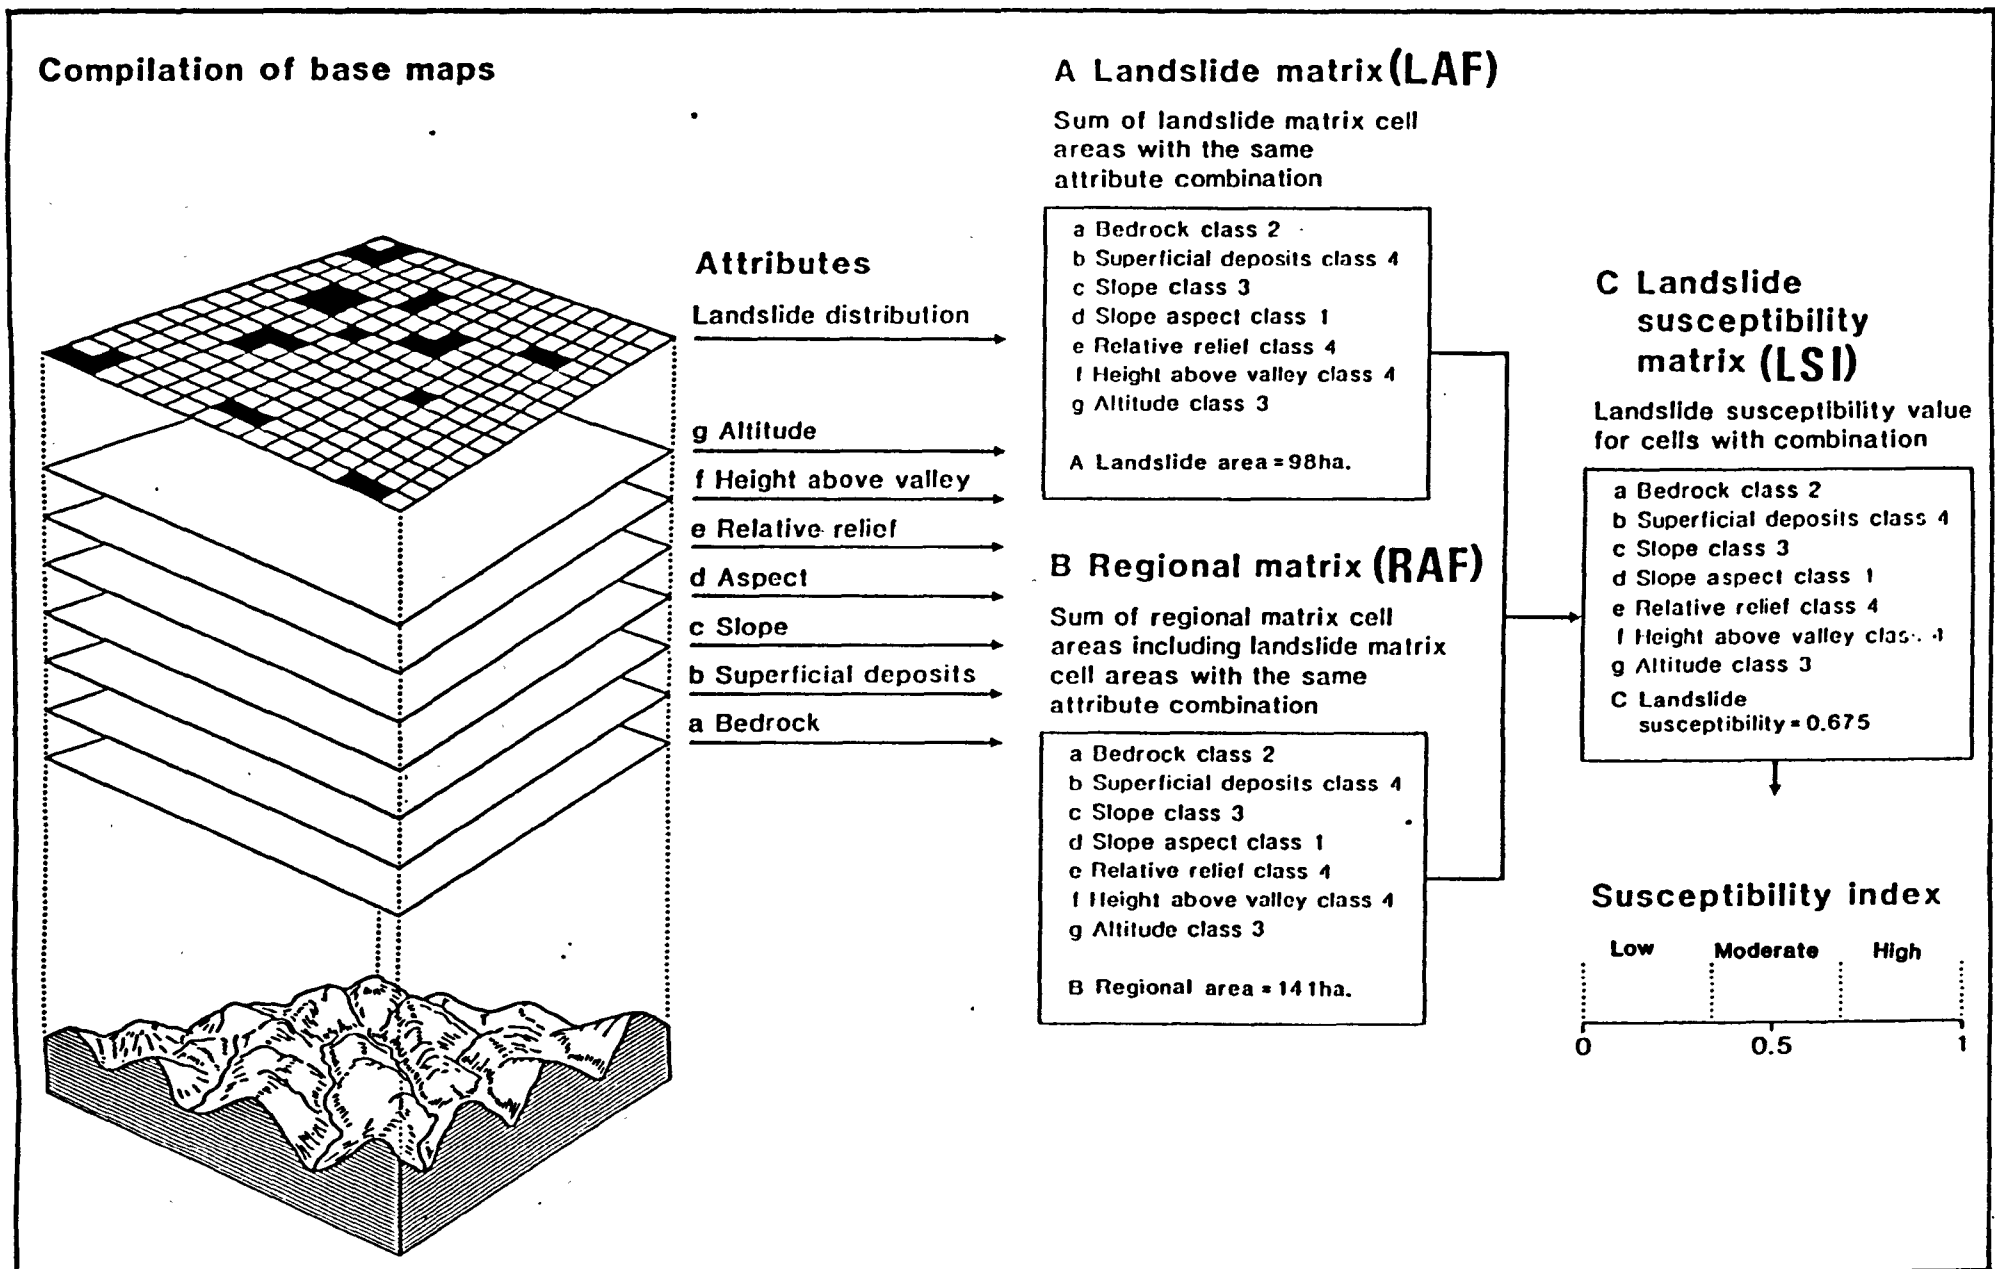 Compilation of base maps
Attributes
Landslide distribution
g Altitude
f Height above valley
e Relative relief
d Aspect
c Slope
b Superficial deposits
a Bedrock
A Landslide matrix (LAF)
Sum of landslide matrix cell
areas with the same
attribute combination
a Bedrock class 2
b Superficial deposits class 4
c Slope class 3
d Slope aspect class 1
e Relative relief class 4
f Height above valley class 4
g Altitude class 3
A Landslide area = 98ha.
B Regional matrix (RAF)
Sum of regional matrix cell
areas including landslide matrix
cell areas with the same
attribute combination
a Bedrock class 2
b Superficial deposits class 4
c Slope class 3
d Slope aspect class 1
e Relative relief class 4
f Height above valley class 4
g Altitude class 3
B Regional area = 141ha.
C Landslide
susceptibility
matrix (LSI)
Landslide susceptibility value
for cells with combination
a Bedrock class 2
b Superficial deposits class 4
c Slope class 3
d Slope aspect class 1
e Relative relief class 4
f Height above valley
g Altitude class 3
C Landslide
susceptibility = 0.675
Susceptibility index
Low Moderate High
0 0.5 1